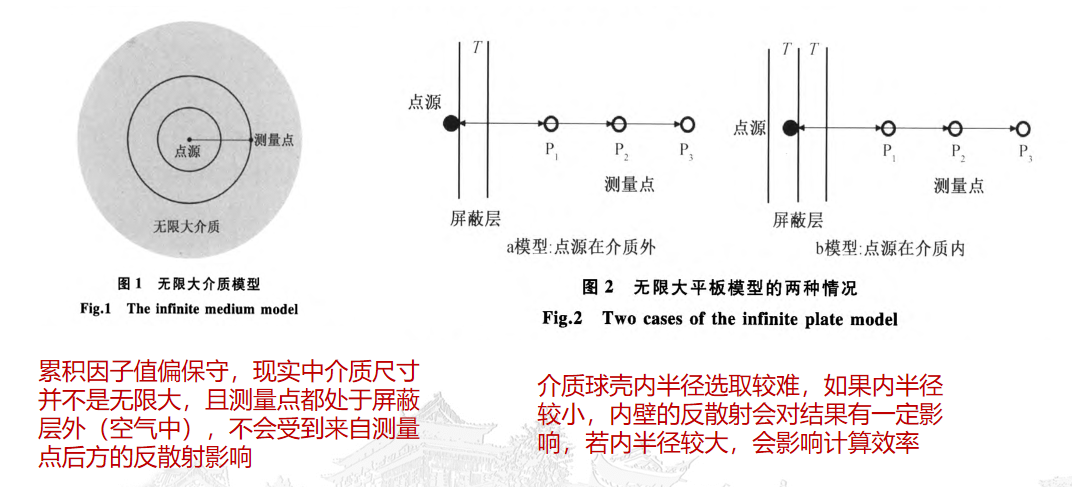 点源
测量点
无限大介质
图1 无限大介质模型
Fig.1 The infinite medium model
T
点源
P1
P2
P3
测量点
屏蔽层
a模型:点源在介质外
T
T
点源
P1
P2
P3
测量点
屏蔽层
b模型:点源在介质内
图2 无限大平板模型的两种情况
Fig.2 Two cases of the infinite plate model
累积因子值偏保守，现实中介质尺寸
并不是无限大，且测量点都处于屏蔽
层外（空气中），不会受到来自测量
点后方的反散射影响
介质球壳内半径选取较难，如果内半径
较小，内壁的反散射会对结果有一定影
响，若内半径较大，会影响计算效率